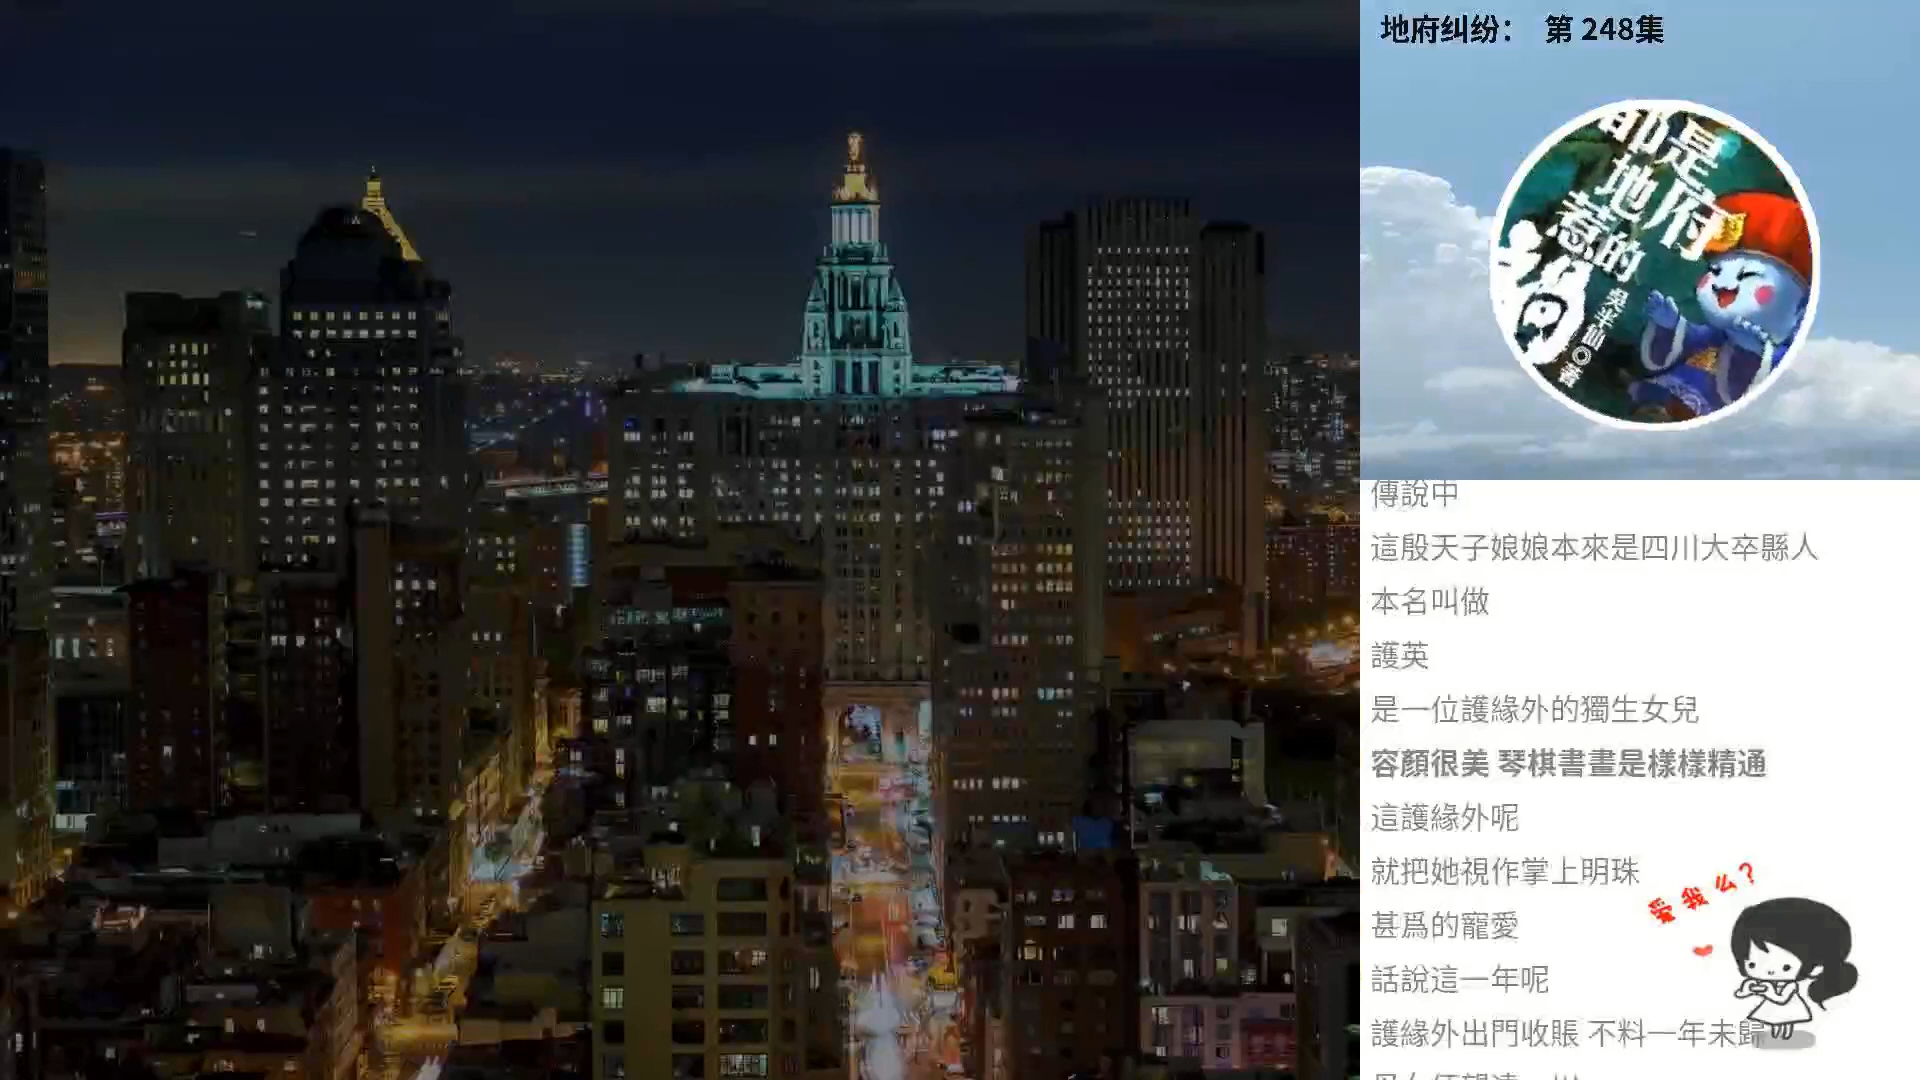 地府纠纷： 第 248集
都是
地府
惹的
禍
吳半仙◎著
傳說中
這殷天子娘娘本來是四川大卒縣人
本名叫做
護英
是一位護緣外的獨生女兒
容顏很美 琴棋書畫是樣樣精通
這護緣外呢
就把她視作掌上明珠
甚爲的寵愛
話說這一年呢
護緣外出門收賬 不料一年未歸
爱我么？